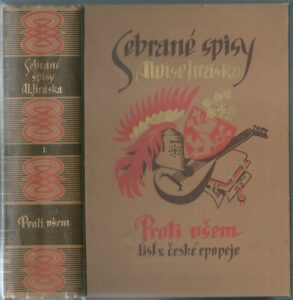 Sebrané
spisy
Al. Jiráska
I
Proti všem
Sebrané spisy
Aloise Jiráska
Proti všem
List z české epopeje